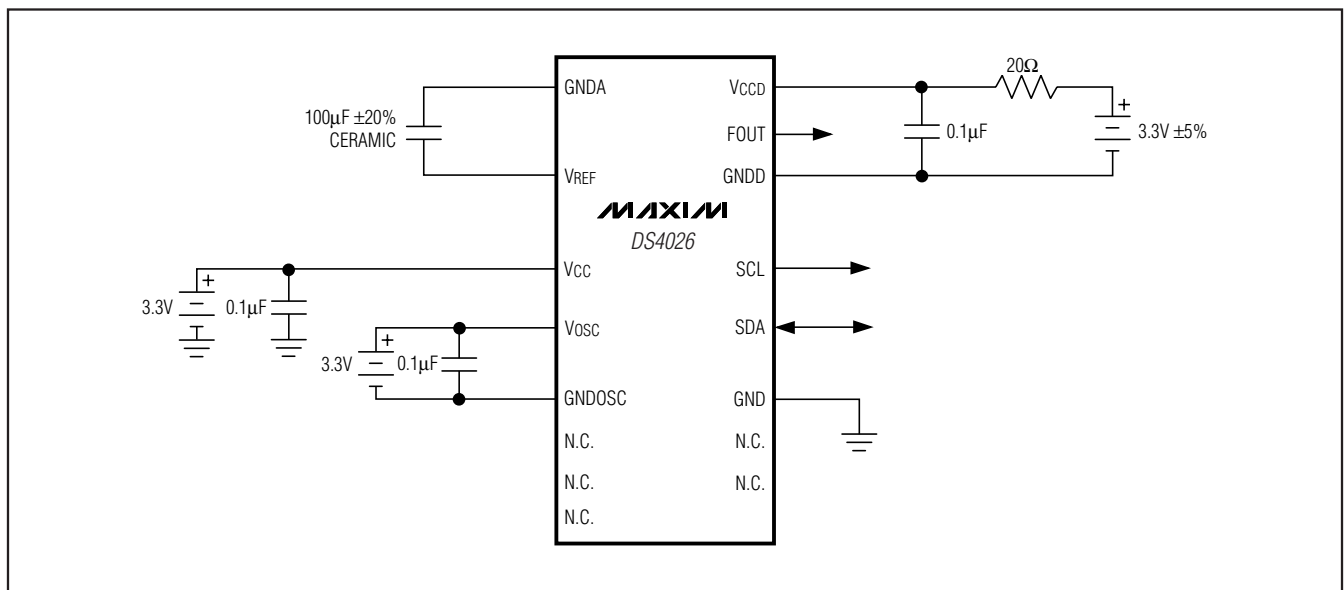 GNDA
100µF ±20%
CERAMIC
VREF
MAXIM
DS4026
VCC
+
3.3V
0.1µF
VOSC
+
3.3V
0.1µF
GNDOSC
N.C.
N.C.
N.C.
VCCD
20Ω
+
FOUT
0.1µF
3.3V ±5%
GNDD
SCL
SDA
GND
N.C.
N.C.